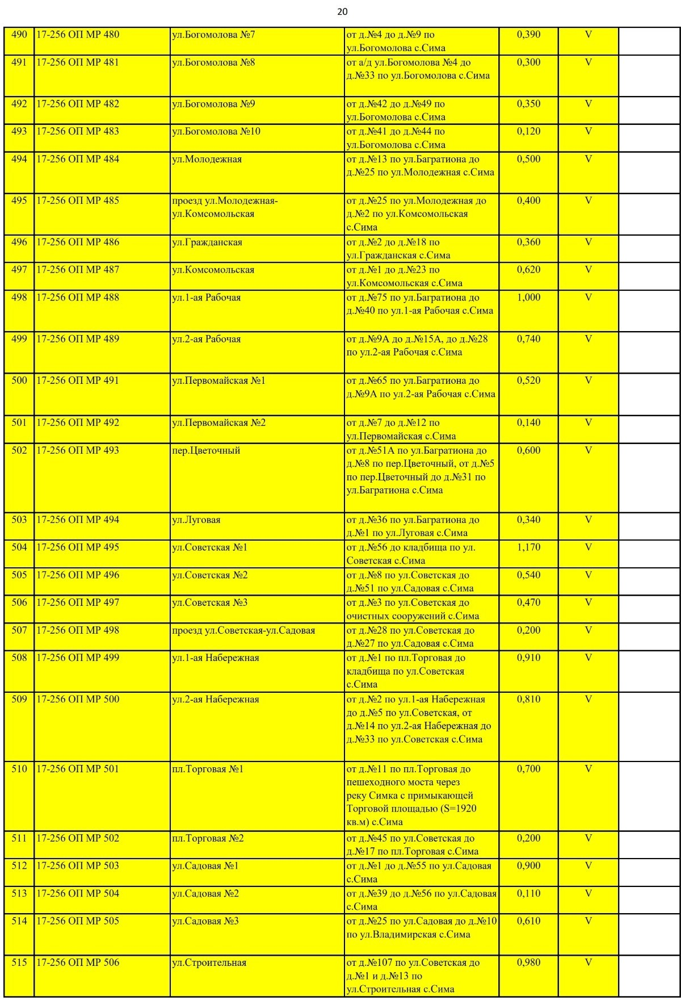 20
490 17-256 ОП МР 480 ул.Богомолова №7 от д.№4 до д.№9 по 0,390 V
ул.Богомолова с.Сима
491 17-256 ОП МР 481 ул.Богомолова №8 от а/д ул.Богомолова №4 до 0,300 V
д.№33 по ул.Богомолова с.Сима
492 17-256 ОП МР 482 ул.Богомолова №9 от д.№42 до д.№49 по 0,350 V
ул.Богомолова с.Сима
493 17-256 ОП МР 483 ул.Богомолова №10 от д.№41 до д.№44 по 0,120 V
ул.Богомолова с.Сима
494 17-256 ОП МР 484 ул.Молодежная от д.№13 по ул.Багратиона до 0,500 V
д.№25 по ул.Молодежная с.Сима
495 17-256 ОП МР 485 проезд ул.Молодежная- от д.№25 по ул.Молодежная до 0,400 V
ул.Комсомольская д.№2 по ул.Комсомольская
с.Сима
496 17-256 ОП МР 486 ул.Гражданская от д.№2 до д.№18 по 0,360 V
ул.Гражданская с.Сима
497 17-256 ОП МР 487 ул.Комсомольская от д.№1 до д.№23 по 0,620 V
ул.Комсомольская с.Сима
498 17-256 ОП МР 488 ул.1-ая Рабочая от д.№75 по ул.Багратиона до 1,000 V
д.№40 по ул.1-ая Рабочая с.Сима
499 17-256 ОП МР 489 ул.2-ая Рабочая от д.№9А до д.№15А, до д.№28 0,740 V
по ул.2-ая Рабочая с.Сима
500 17-256 ОП МР 491 ул.Первомайская №1 от д.№65 по ул.Багратиона до 0,520 V
д.№9А по ул.2-ая Рабочая с.Сима
501 17-256 ОП МР 492 ул.Первомайская №2 от д.№7 до д.№12 по 0,140 V
ул.Первомайская с.Сима
502 17-256 ОП МР 493 пер.Цветочный от д.№51А по ул.Багратиона до 0,600 V
д.№8 по пер.Цветочный, от д.№5
по пер.Цветочный до д.№31 по
ул.Багратиона с.Сима
503 17-256 ОП МР 494 ул.Луговая от д.№36 по ул.Багратиона до 0,340 V
д.№1 по ул.Луговая с.Сима
504 17-256 ОП МР 495 ул.Советская №1 от д.№56 до кладбища по ул. 1,170 V
Советская с.Сима
505 17-256 ОП МР 496 ул.Советская №2 от д.№8 по ул.Советская до 0,540 V
д.№51 по ул.Садовая с.Сима
506 17-256 ОП МР 497 ул.Советская №3 от д.№3 по ул.Советская до 0,470 V
очистных сооружений с.Сима
507 17-256 ОП МР 498 проезд ул.Советская-ул.Садовая от д.№28 по ул.Советская до 0,200 V
д.№27 по ул.Садовая с.Сима
508 17-256 ОП МР 499 ул.1-ая Набережная от д.№1 по пл.Торговая до 0,910 V
кладбища по ул.Советская
с.Сима
509 17-256 ОП МР 500 ул.2-ая Набережная от д.№2 по ул.1-ая Набережная 0,810 V
до д.№5 по ул.Советская, от
д.№14 по ул.2-ая Набережная до
д.№33 по ул.Советская с.Сима
510 17-256 ОП МР 501 пл.Торговая №1 от д.№11 по пл.Торговая до 0,700 V
пешеходного моста через
реку Симка с примыкающей
Торговой площадью (S=1920
кв.м) с.Сима
511 17-256 ОП МР 502 пл.Торговая №2 от д.№45 по ул.Советская до 0,200 V
д.№17 по пл.Торговая с.Сима
512 17-256 ОП МР 503 ул.Садовая №1 от д.№1 до д.№55 по ул.Садовая 0,900 V
с.Сима
513 17-256 ОП МР 504 ул.Садовая №2 от д.№39 до д.№56 по ул.Садовая 0,110 V
с.Сима
514 17-256 ОП МР 505 ул.Садовая №3 от д.№25 по ул.Садовая до д.№10 0,610 V
по ул.Владимирская с.Сима
515 17-256 ОП МР 506 ул.Строительная от д.№107 по ул.Советская до 0,980 V
д.№1 и д.№13 по
ул.Строительная с.Сима